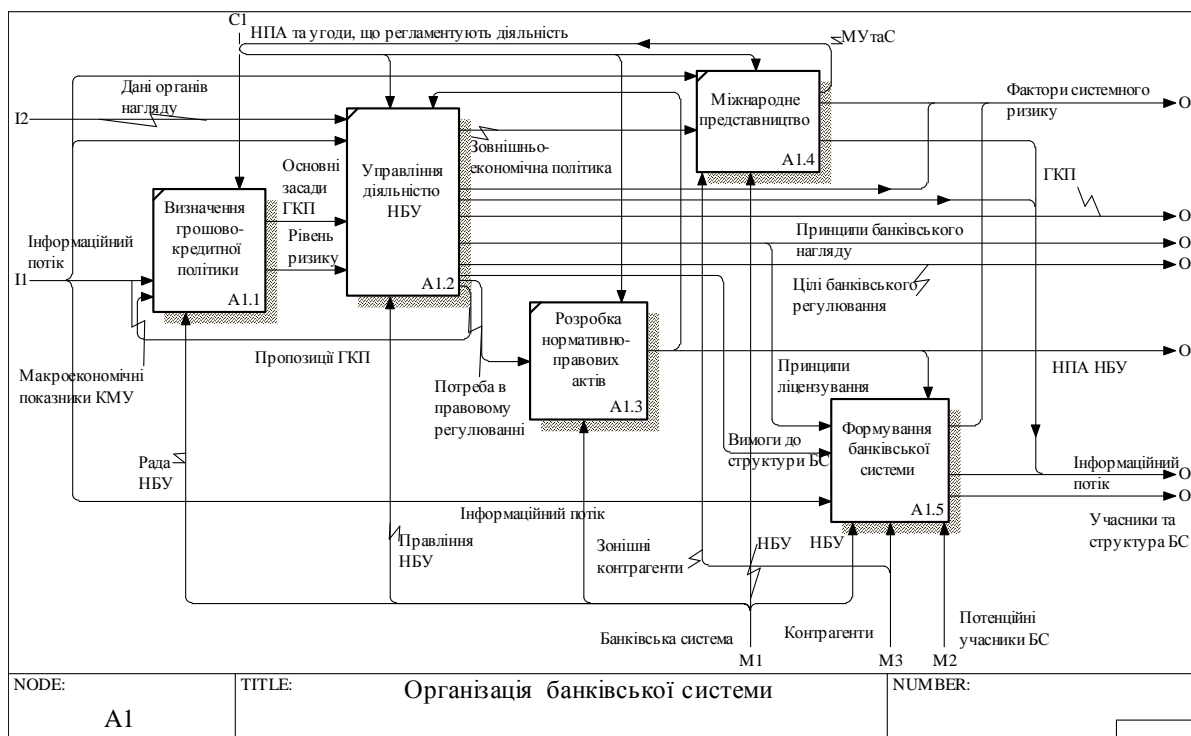 C1
НПА та угоди, що регламентують діяльність
МУтаС
Дані органів
нагляду
I2
Міжнародне
представництво
A1.4
Фактори системного
ризику
O
Зовнішньо-
економічна політика
Управління
діяльністю
НБУ
A1.2
Основні
засади
ГКП
ГКП
O
Визначення
грошово-
кредитної
політики
A1.1
Рівень
ризику
Принципи банківського
нагляду
O
Інформаційний
потік
I1
O
Цілі банківського
регулювання
Розробка
нормативно-
правових
актів
A1.3
Пропозиції ГКП
O
НПА НБУ
Макроекономічні
показники КМУ
Потреба в
правовому
регулюванні
Принципи
ліцензування
Формування
банківської
системи
A1.5
Вимоги до
структури БС
Рада
НБУ
Інформаційний
потік
O
O
Інформаційний потік
Учасники та
структура БС
Правління
НБУ
Зонішні
контрагенти
НБУ
НБУ
Банківська система
Контрагенти
Потенційні
учасники БС
M1
M3
M2
NODE:
TITLE:
Організація банківської системи
NUMBER:
A1